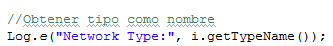 //Obtener tipo como nombre
Log.e("Network Type:", i.getTypeName());